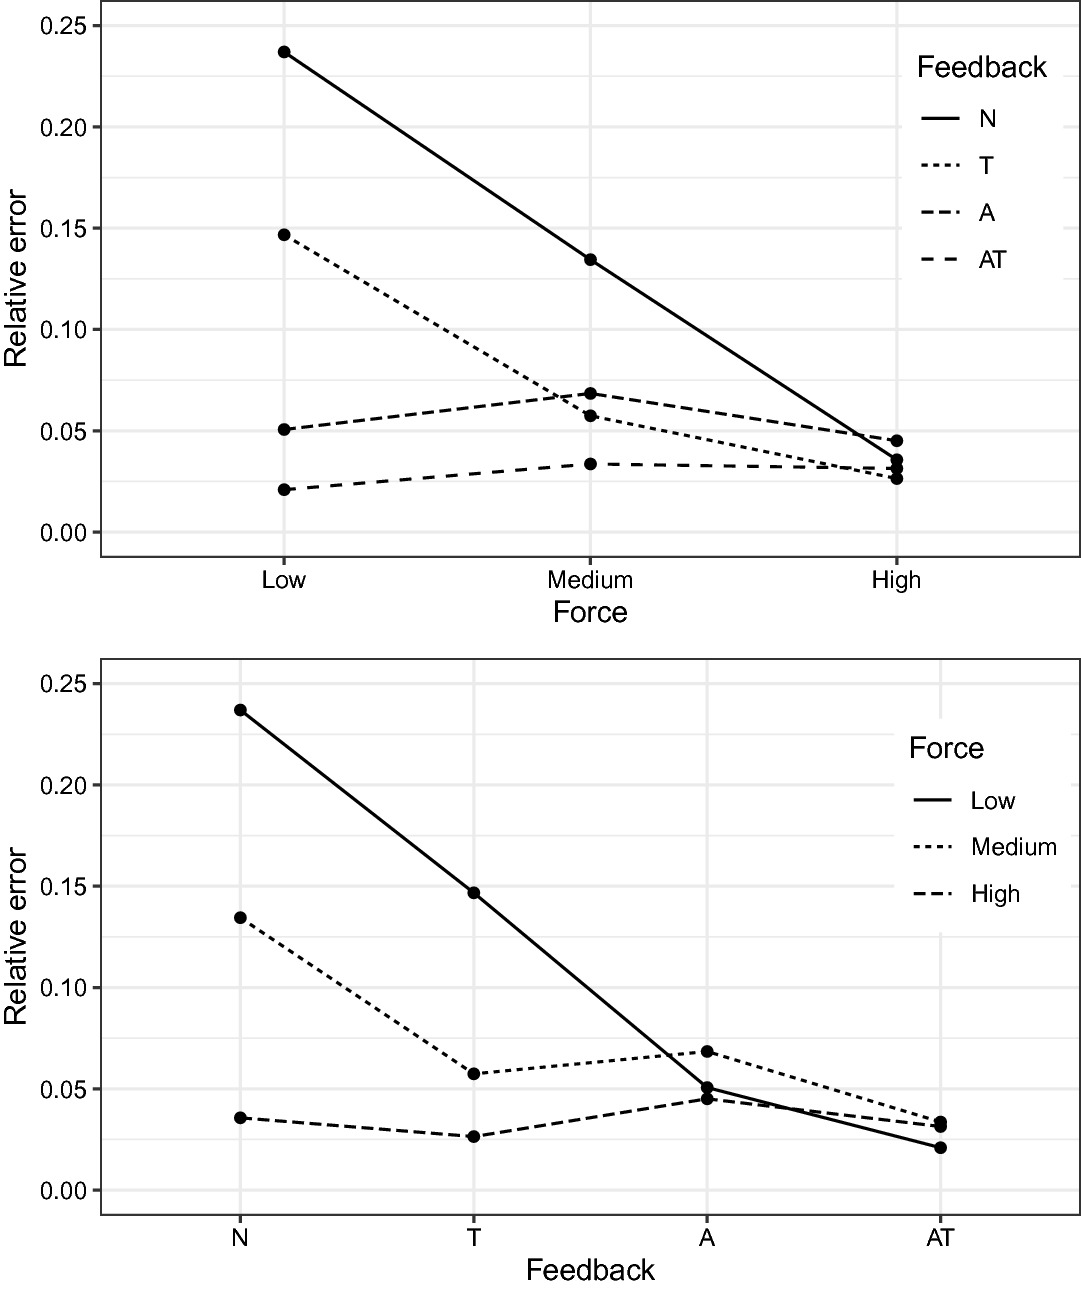 0.25
0.20
0.15
0.10
0.05
0.00
Relative error
Low Medium High
Force
Feedback
N
T
A
AT
0.25
0.20
0.15
0.10
0.05
0.00
Relative error
N T A AT
Feedback
Force
Low
Medium
High